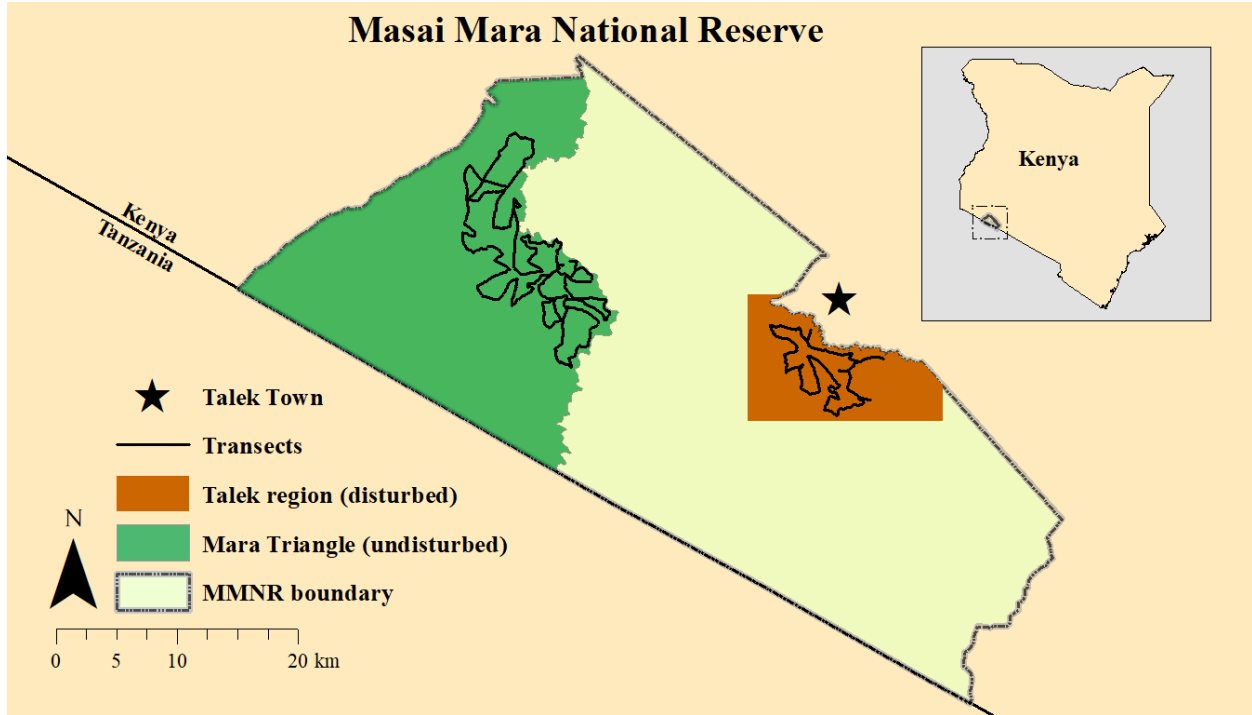 Masai Mara National Reserve
Kenya
Kenya
Tanzania
Talek Town
Transects
Talek region (disturbed)
Mara Triangle (undisturbed)
MMNR boundary
N
0 5 10 20 km